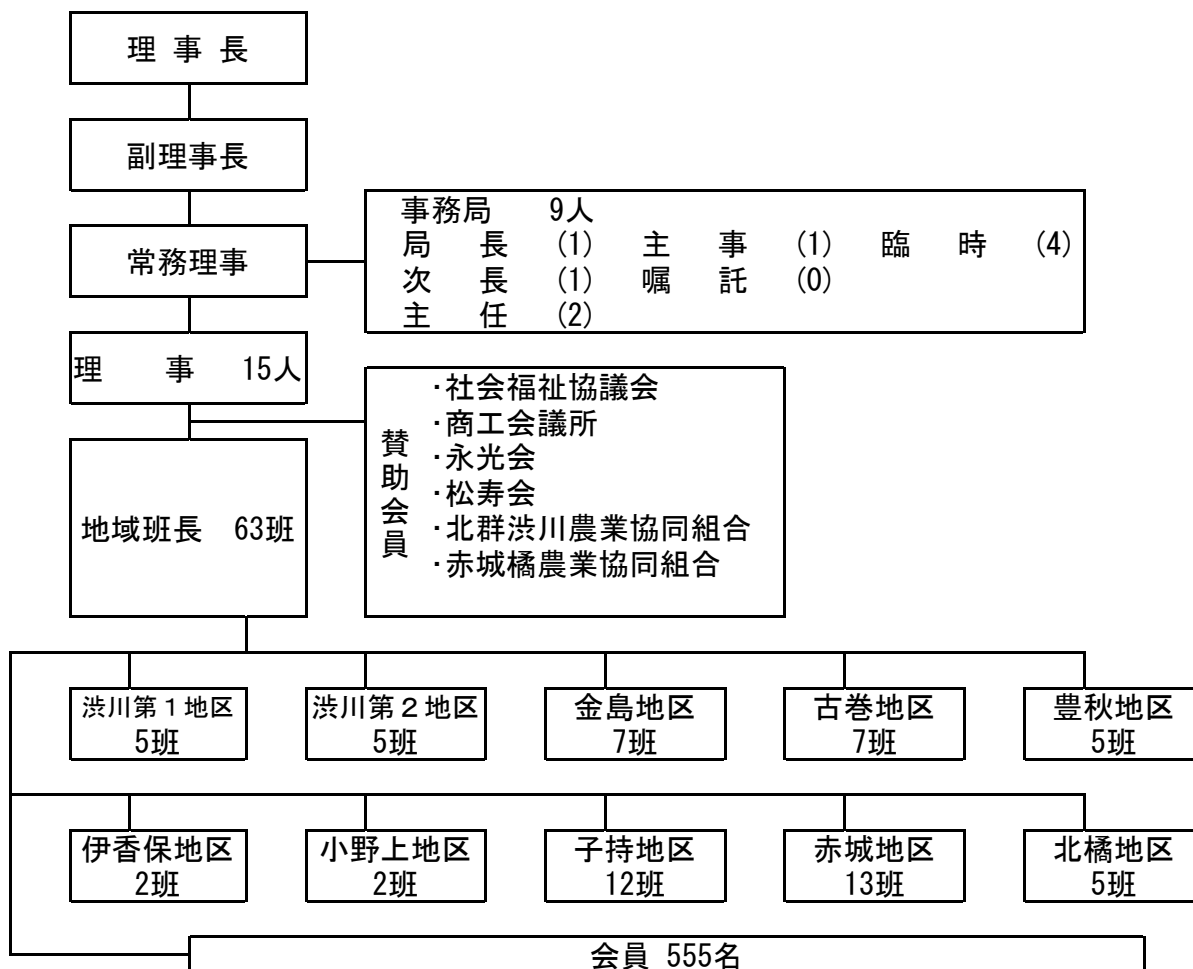 理事長
副理事長
常務理事
事務局 9人
局長 (1) 主事 (1) 臨時 (4)
次長 (1) 嘱託 (0)
主任 (2)
理事 15人
賛助会員
・社会福祉協議会
・商工会議所
・永光会
・松寿会
・北群渋川農業協同組合
・赤城橘農業協同組合
地域班長 63班
渋川第1地区
5班
渋川第2地区
5班
金島地区
7班
古巻地区
7班
豊秋地区
5班
伊香保地区
2班
小野上地区
2班
子持地区
12班
赤城地区
13班
北橘地区
5班
会員 555名